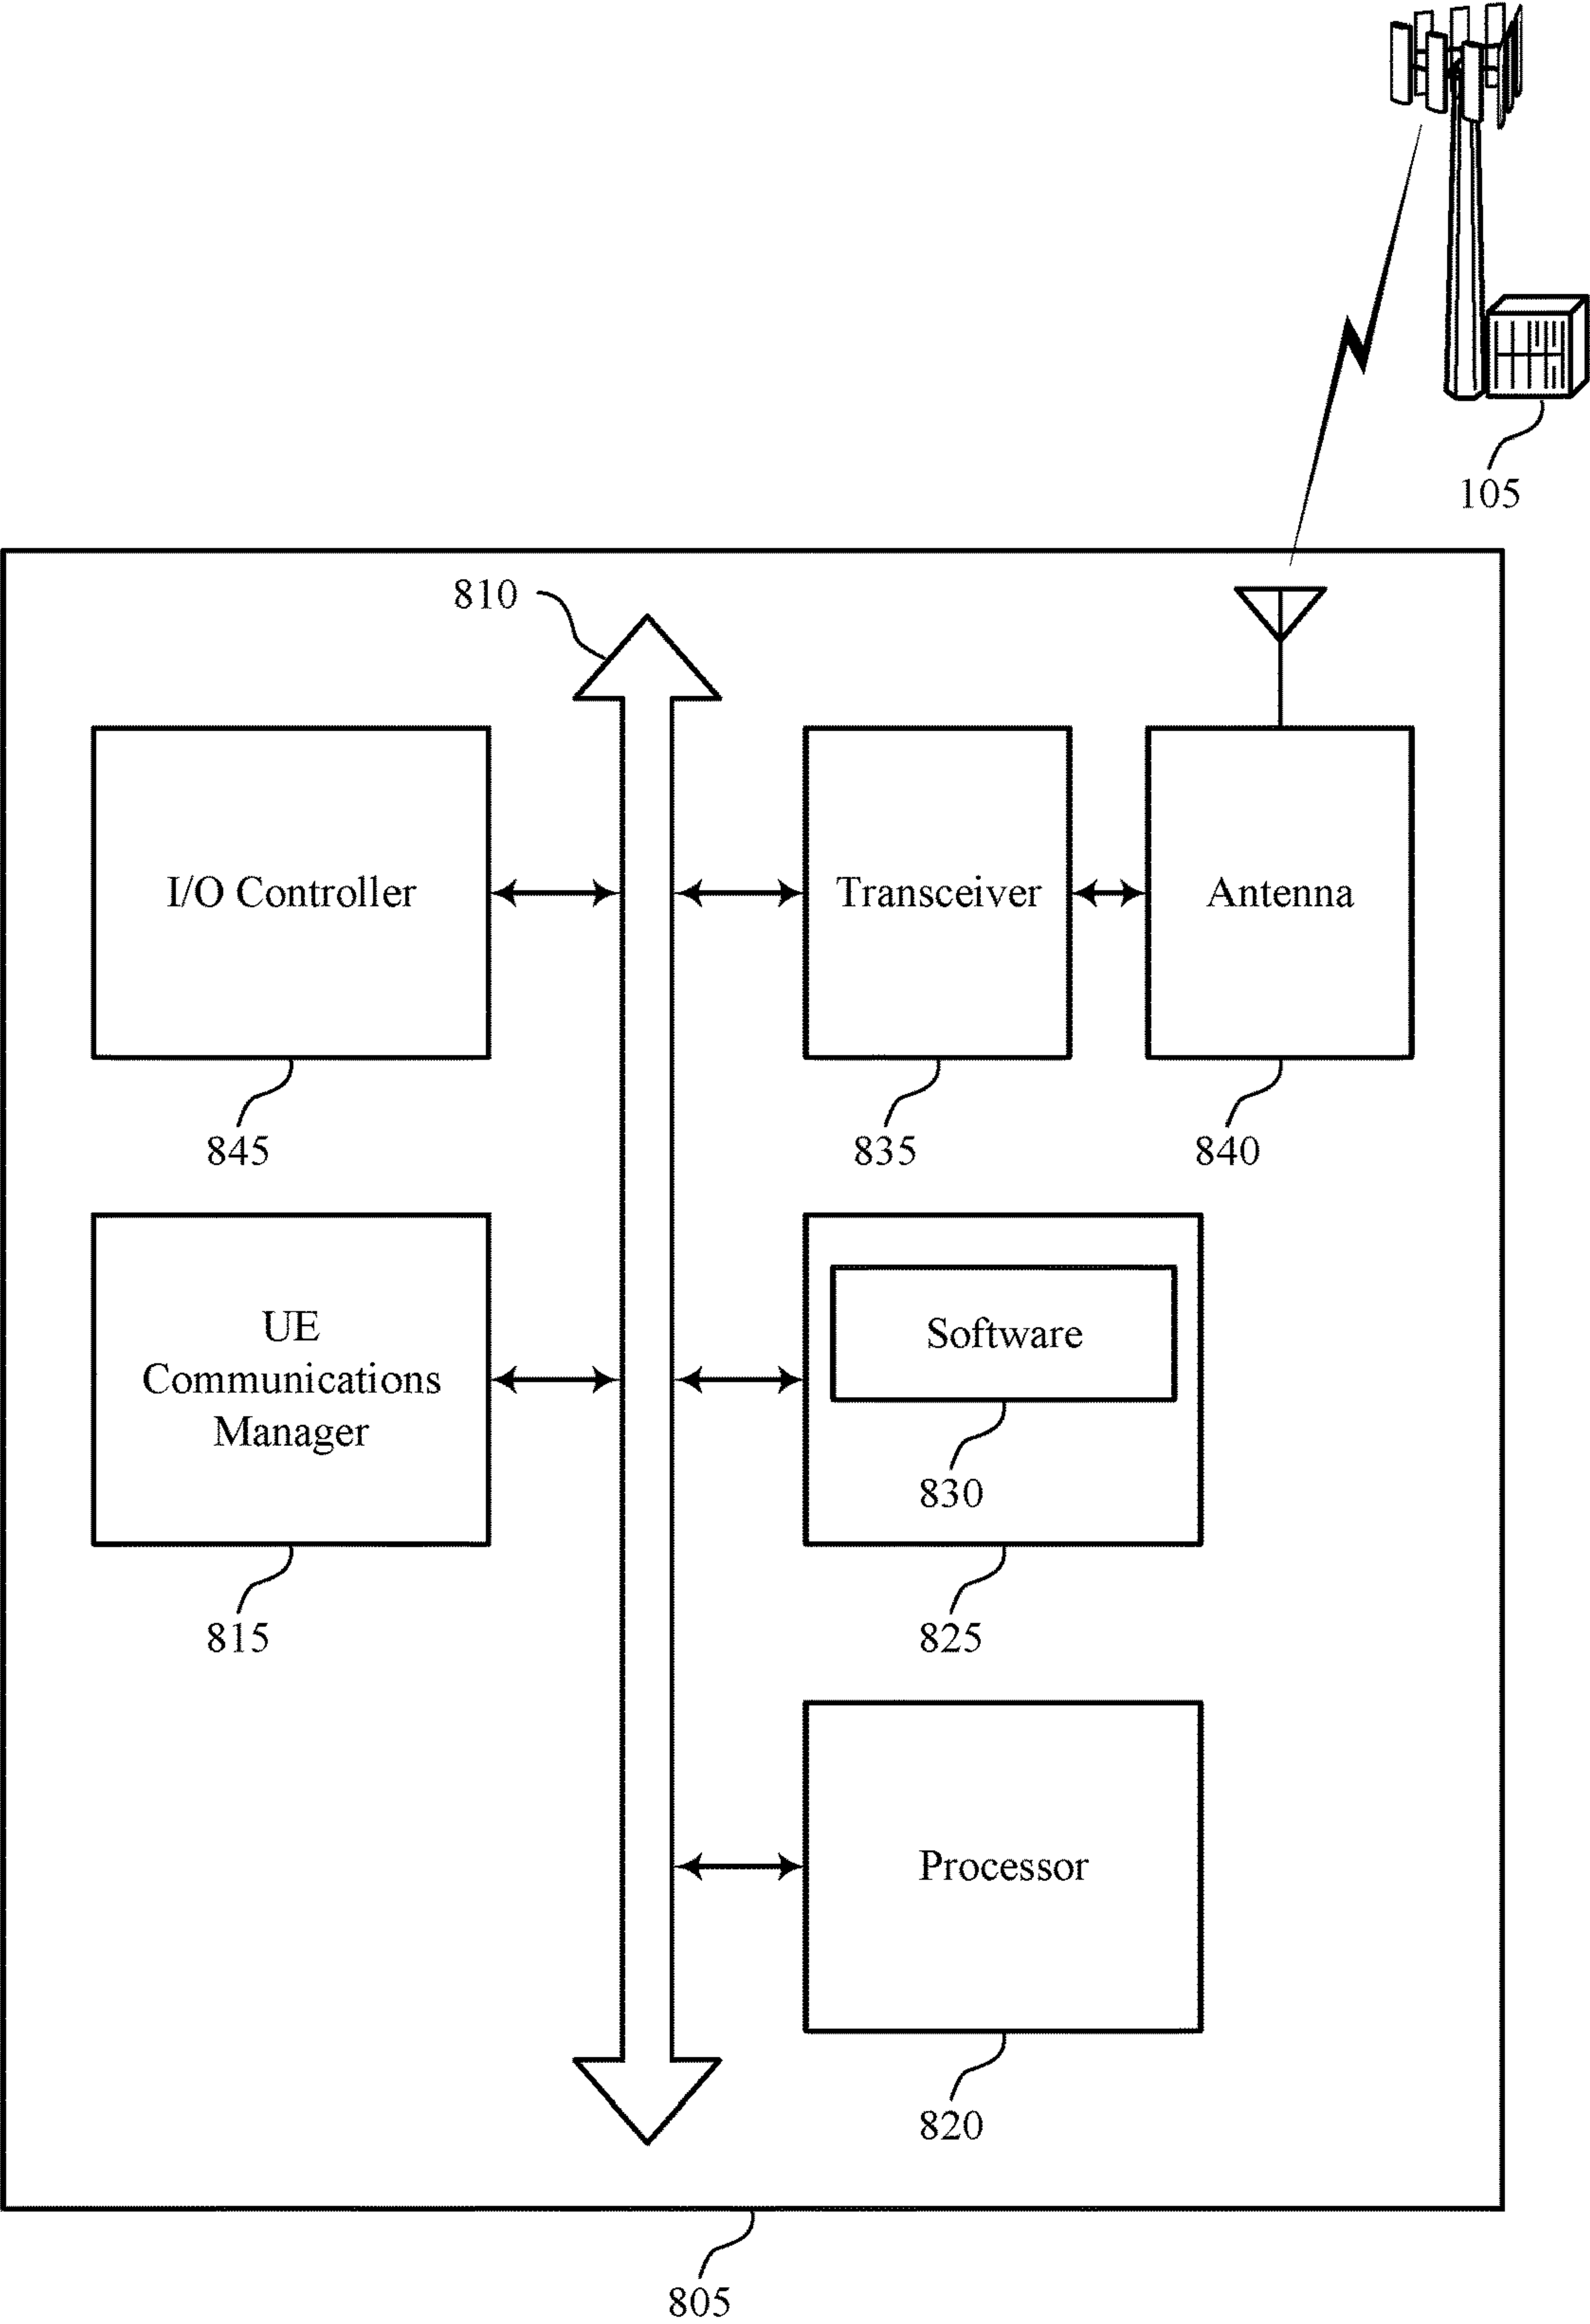 105
810
I/O Controller
Transceiver
Antenna
845
835
840
UE
Communications
Manager
Software
830
815
825
Processor
820
805